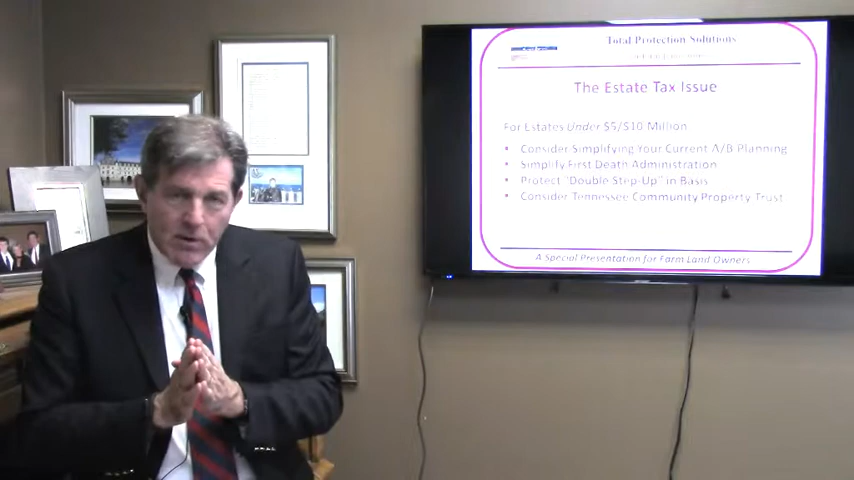 Total Protection Solutions
The Estate Tax Issue
For Estates Under $5/$10 Million
▪ Consider Simplifying Your Current A/B Planning
▪ Simplify First Death Administration
▪ Protect "Double Step-Up" in Basis
▪ Consider Tennessee Community Property Trust
A Special Presentation for Farm Land Owners